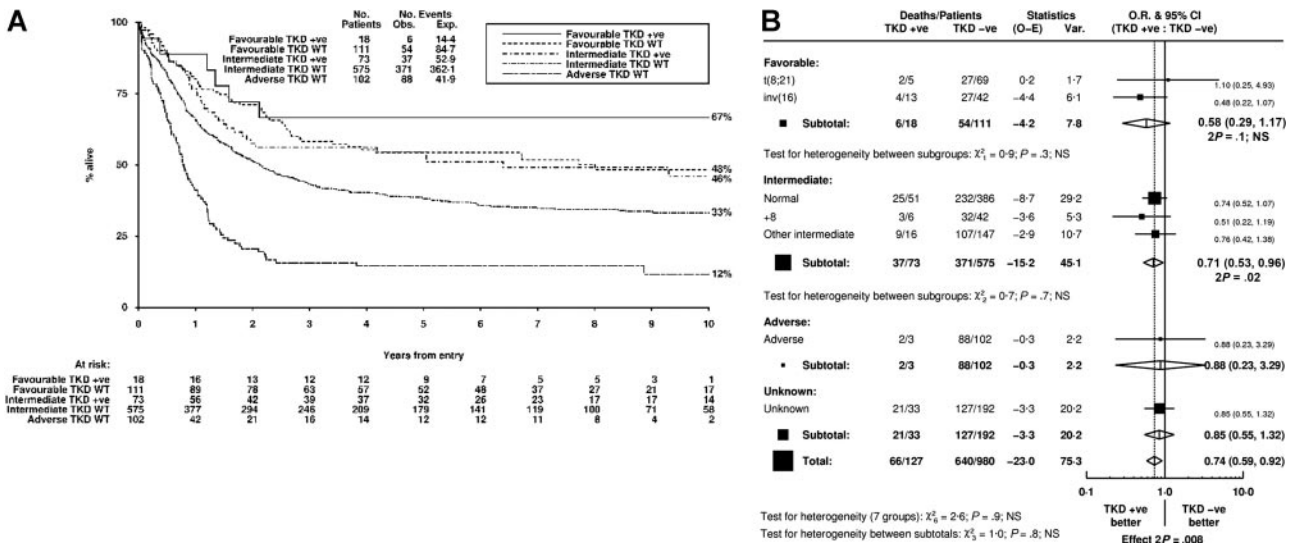 A
No. Patients No. Events
Obs. Exp.
Favourable TKD +ve 18 6 14·4
Favourable TKD WT 111 54 84·7
Intermediate TKD +ve 73 37 52·9
Intermediate TKD WT 575 371 362·1
Adverse TKD WT 102 88 41·9
Favourable TKD +ve
Favourable TKD WT
Intermediate TKD +ve
Intermediate TKD WT
Adverse TKD WT
% alive
100
75
50
25
0
67%
48%
46%
33%
12%
0 1 2 3 4 5 6 7 8 9 10
Years from entry
At risk:
Favourable TKD +ve 18 16 13 12 12 9 7 5 5 3 1
Favourable TKD WT 111 89 78 63 57 52 48 37 27 21 17
Intermediate TKD +ve 73 56 42 39 37 32 26 23 17 17 14
Intermediate TKD WT 575 377 294 246 209 179 141 119 100 71 58
Adverse TKD WT 102 42 21 16 14 12 12 11 8 4 2
B
Deaths/Patients Statistics O.R. & 95% CI
TKD +ve TKD −ve (O−E) Var. (TKD +ve : TKD −ve)
Favorable:
t(8;21) 2/5 27/69 0·2 1·7 1.10 (0.25, 4.93)
inv(16) 4/13 27/42 −4·4 6·1 0.48 (0.22, 1.07)
Subtotal: 6/18 54/111 −4·2 7·8 0.58 (0.29, 1.17)
2P = .1; NS
Test for heterogeneity between subgroups: χ²₁ = 0·9; P = .3; NS
Intermediate:
Normal 25/51 232/386 −8·7 29·2 0.74 (0.52, 1.07)
+8 3/6 32/42 −3·6 5·3 0.51 (0.22, 1.19)
Other intermediate 9/16 107/147 −2·9 10·7 0.76 (0.42, 1.38)
Subtotal: 37/73 371/575 −15·2 45·1 0.71 (0.53, 0.96)
2P = .02
Test for heterogeneity between subgroups: χ²₂ = 0·7; P = .7; NS
Adverse:
Adverse 2/3 88/102 −0·3 2·2 0.88 (0.23, 3.29)
Subtotal: 2/3 88/102 −0·3 2·2 0.88 (0.23, 3.29)
Unknown:
Unknown 21/33 127/192 −3·3 20·2 0.85 (0.55, 1.32)
Subtotal: 21/33 127/192 −3·3 20·2 0.85 (0.55, 1.32)
Total: 66/127 640/980 −23·0 75·3 0.74 (0.59, 0.92)
0·1 1·0 10·0
TKD +ve TKD −ve
better better
Test for heterogeneity (7 groups): χ²₆ = 2·6; P = .9; NS
Test for heterogeneity between subtotals: χ²₃ = 1·0; P = .8; NS
Effect 2P = .008